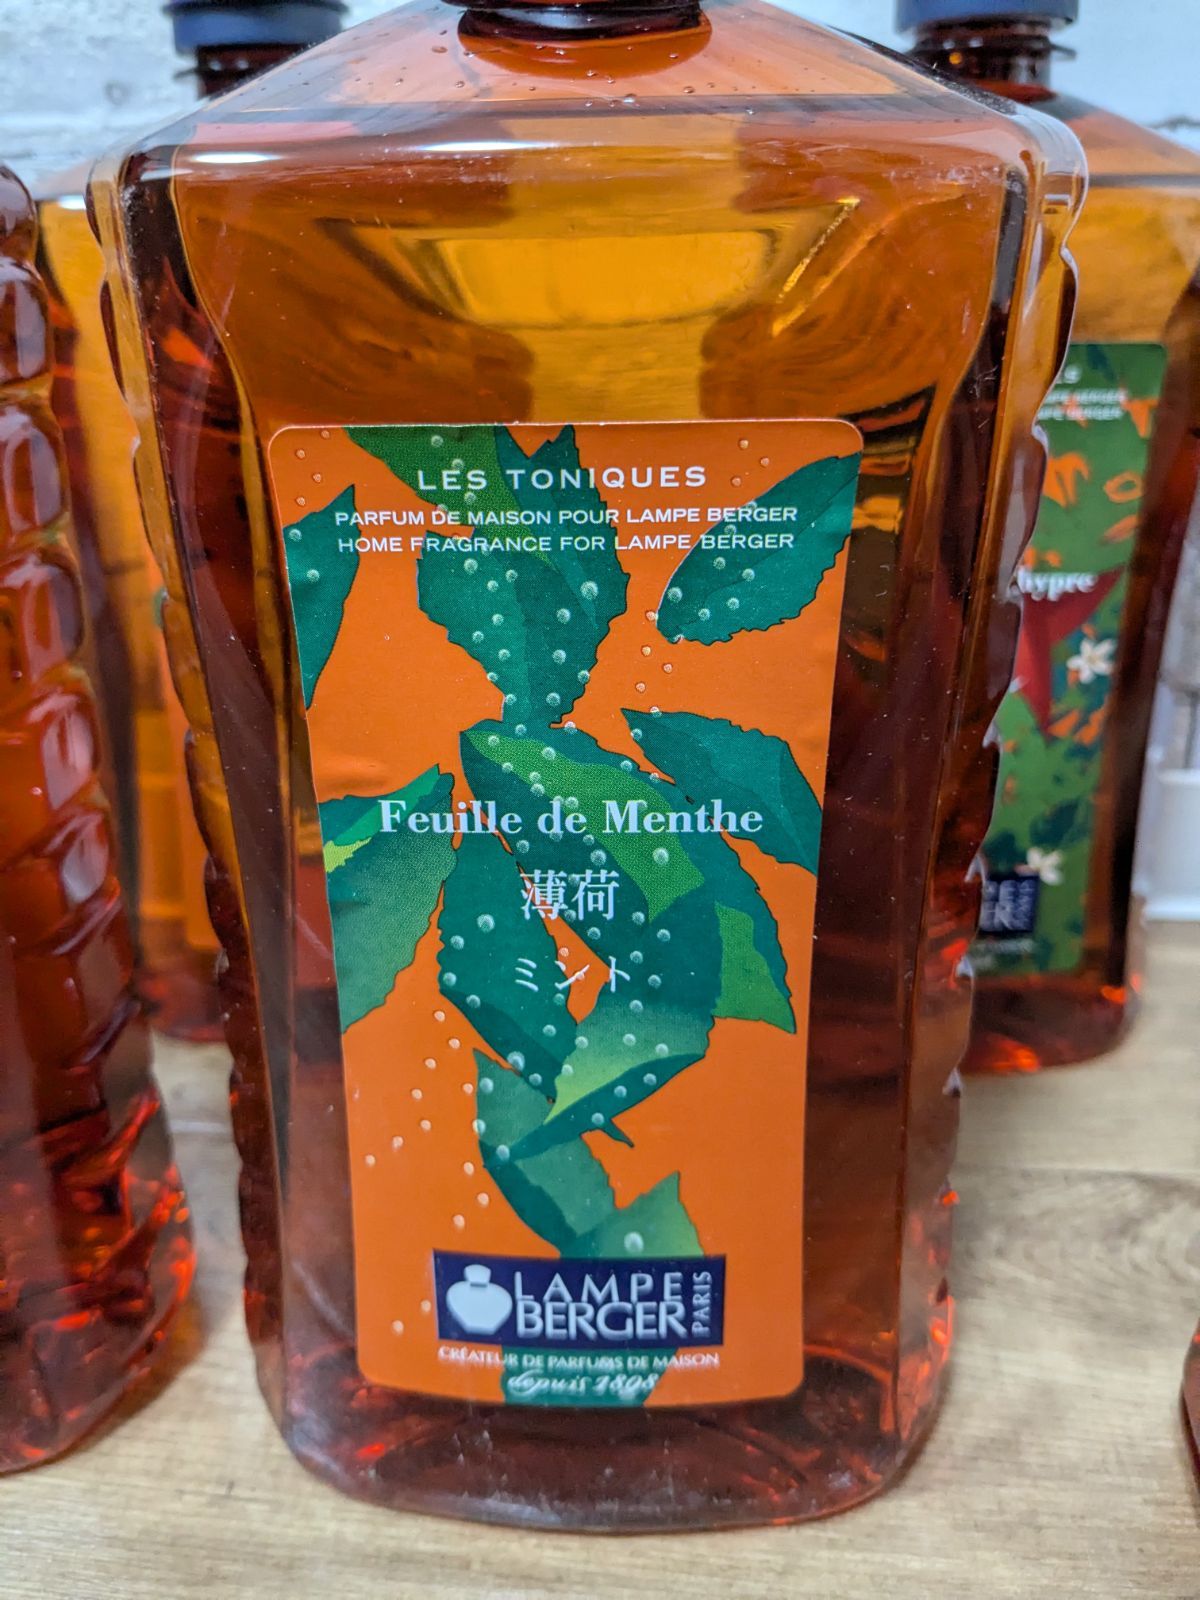 LES TONIQUES
PARFUM DE MAISON POUR LAMPE BERGER
HOME FRAGRANCE FOR LAMPE BERGER
Feuille de Menthe
薄荷
ミント
LAMPE
BERGER
PARIS
CRÉATEUR DE PARFUMS DE MAISON
depuis 1898
hypre